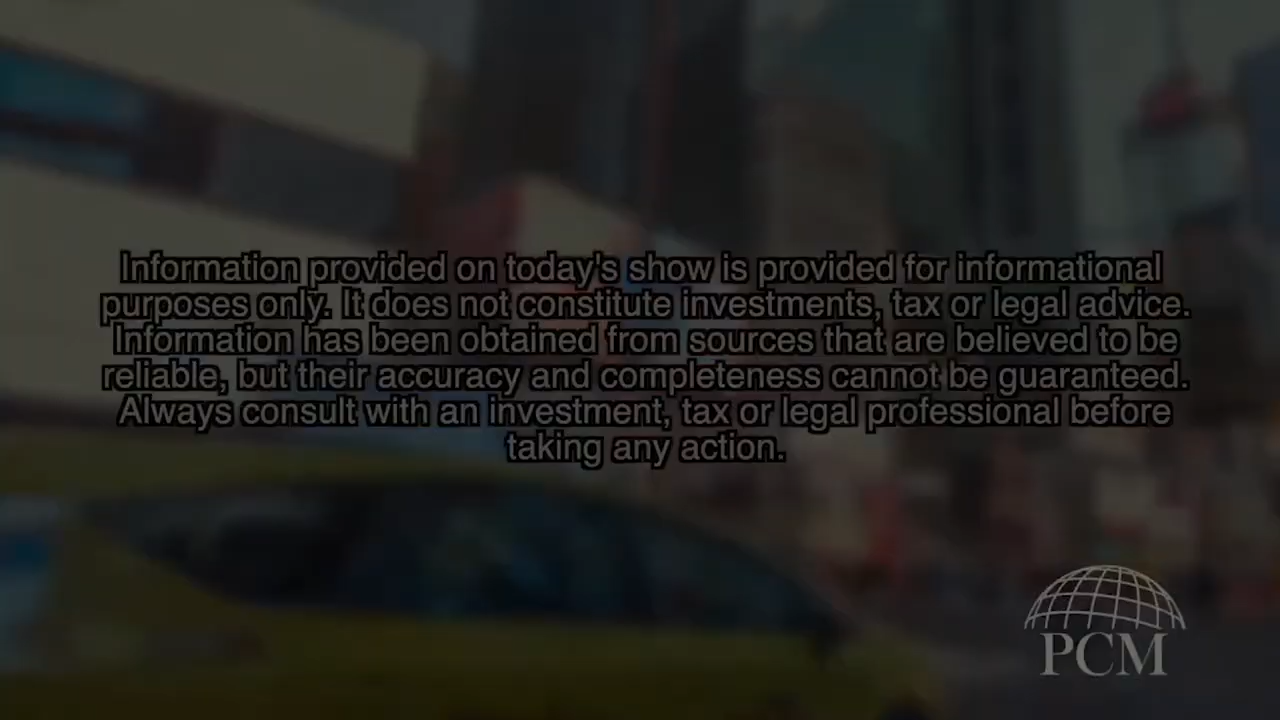 Information provided on today's show is provided for informational
purposes only. It does not constitute investments, tax or legal advice.
Information has been obtained from sources that are believed to be
reliable, but their accuracy and completeness cannot be guaranteed.
Always consult with an investment, tax or legal professional before
taking any action.
PCM